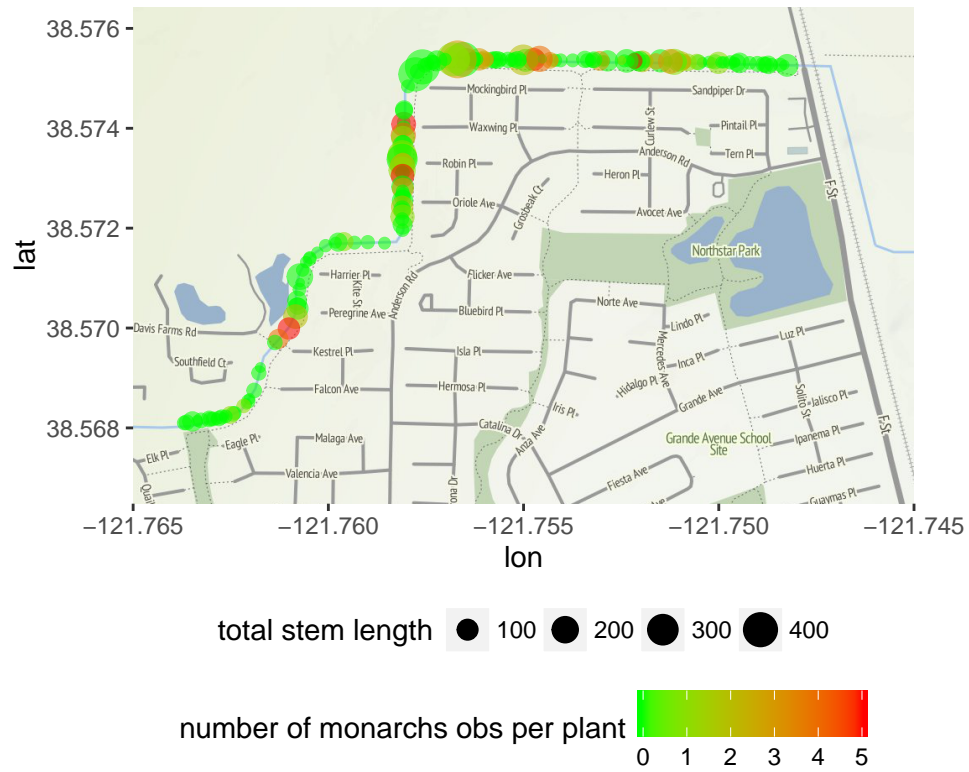 38.576
38.574
38.572
38.570
38.568
lat
Mockingbird Pl
Sandpiper Dr
Waxwing Pl
Curlew St
Pintail Pl
Robin Pl
Anderson Rd
Tern Pl
Heron Pl
F St
Oriole Ave
Grosbeak Ct
Avocet Ave
Northstar Park
Harrier Pl
Kite St
Anderson Rd
Flicker Ave
Peregrine Ave
Bluebird Pl
Norte Ave
Davis Farms Rd
Lindo Pl
Luz Pl
Southfield Ct
Kestrel Pl
Isla Pl
Mercedes Ave
Inca Pl
Falcon Ave
Hermosa Pl
Hidalgo Pl
Grande Ave
Solito St
Jalisco Pl
Iris Pl
Catalina Dr
Anza Ave
F St
Eagle Pl
Malaga Ave
Grande Avenue School
Site
Ipanema Pl
Elk Pl
Valencia Ave
Fiesta Ave
Huerta Pl
Quai
ona Dr
Guaymas Pl
−121.765
−121.760
−121.755
−121.750
−121.745
lon
total stem length 100 200 300 400
number of monarchs obs per plant
0 1 2 3 4 5